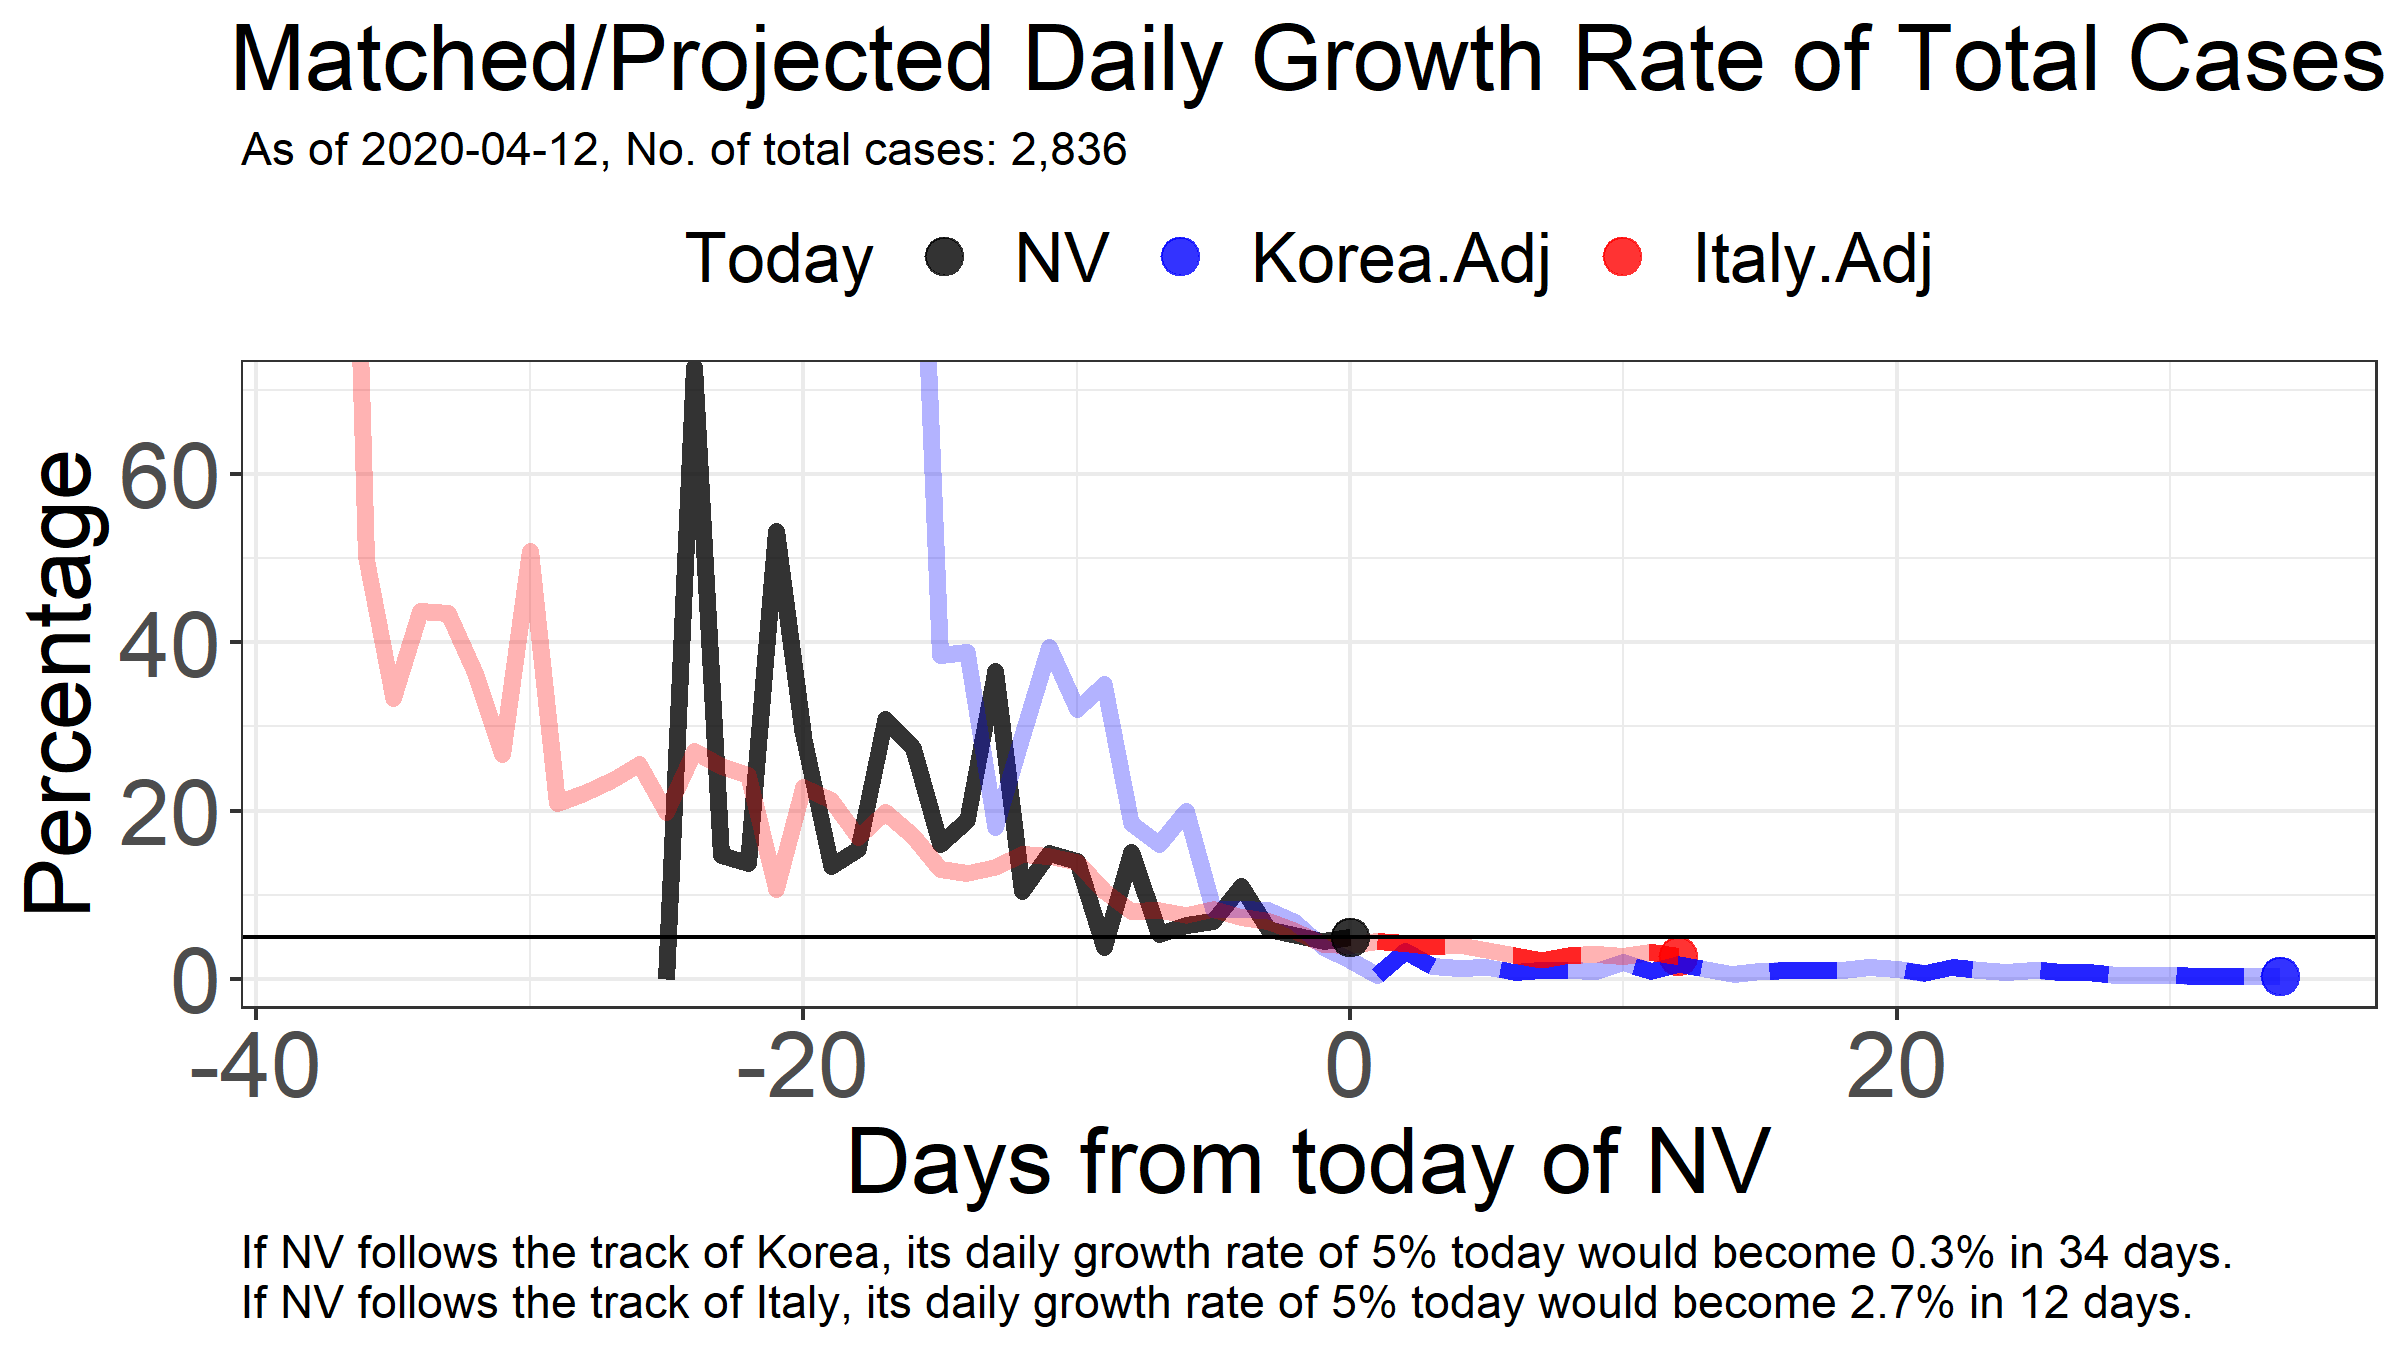 Matched/Projected Daily Growth Rate of Total Cases
As of 2020-04-12, No. of total cases: 2,836
Today NV Korea.Adj Italy.Adj
Percentage
60
40
20
0
-40 -20 0 20
Days from today of NV
If NV follows the track of Korea, its daily growth rate of 5% today would become 0.3% in 34 days.
If NV follows the track of Italy, its daily growth rate of 5% today would become 2.7% in 12 days.